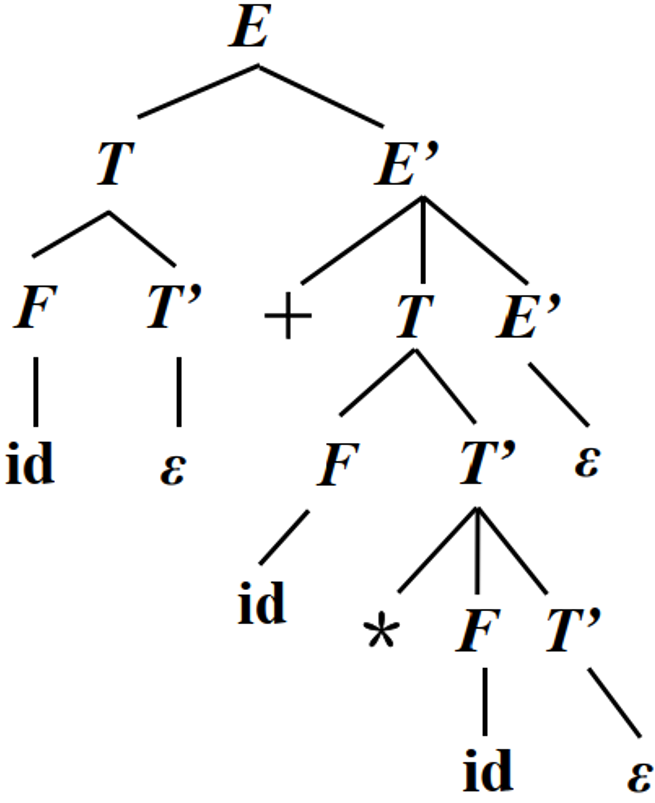 E
T E’
F T’ + T E’
id ε F T’ ε
id * F T’
id ε